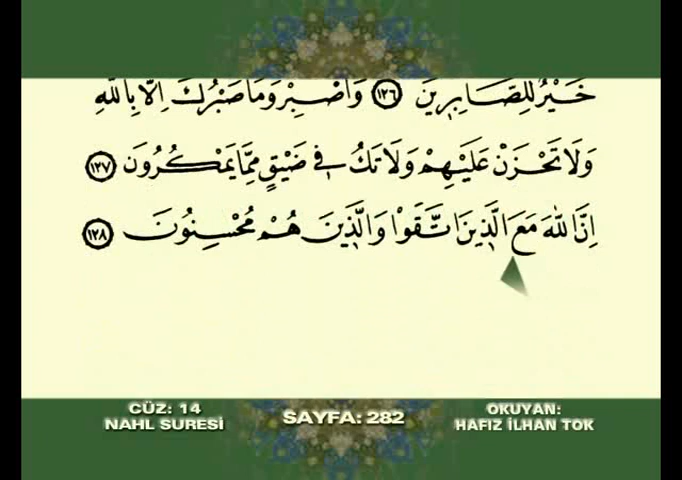 خَيْرٌ لِلصَّابِرِينَ ﴿١٢٦﴾ وَاصْبِرْ وَمَا صَبْرُكَ اِلَّا بِاللّٰهِ
وَلَا تَحْزَنْ عَلَيْهِمْ وَلَا تَكُ فِي ضَيْقٍ مِمَّا يَمْكُرُونَ ﴿١٢٧﴾
اِنَّ اللّٰهَ مَعَ الَّذِينَ اتَّقَوْا وَالَّذِينَ هُمْ مُحْسِنُونَ ﴿١٢٨﴾
CÜZ: 14
NAHL SURESİ
SAYFA: 282
OKUYAN:
HAFIZ İLHAN TOK